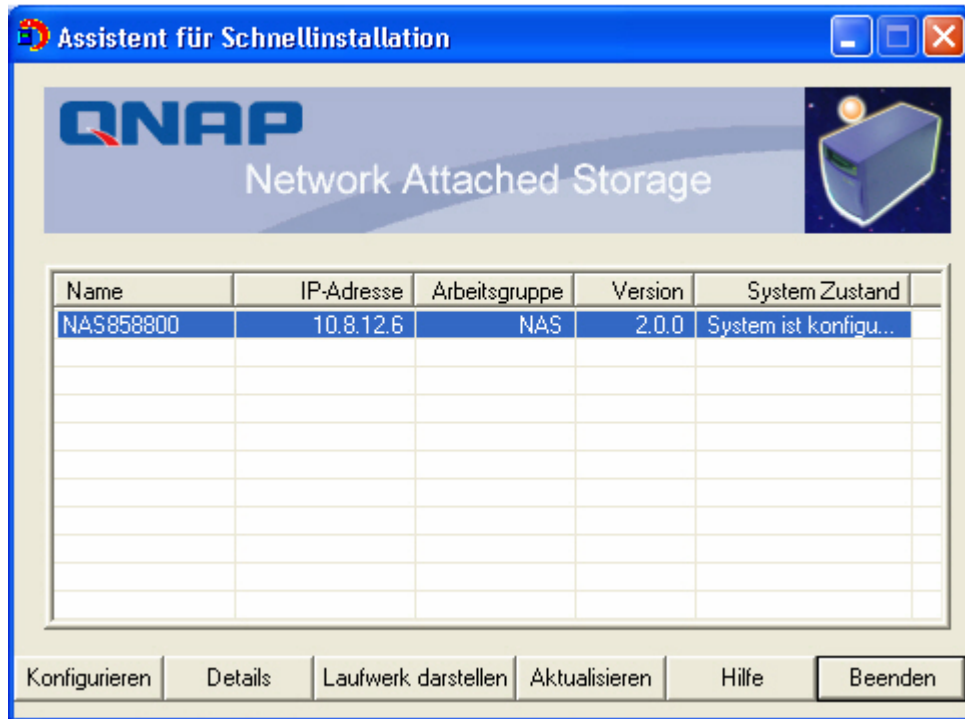 Assistent für Schnellinstallation
QNAP
Network Attached Storage
Name IP-Adresse Arbeitsgruppe Version System Zustand
NAS858800 10.8.12.6 NAS 2.0.0 System ist konfigu...
Konfigurieren Details Laufwerk darstellen Aktualisieren Hilfe Beenden